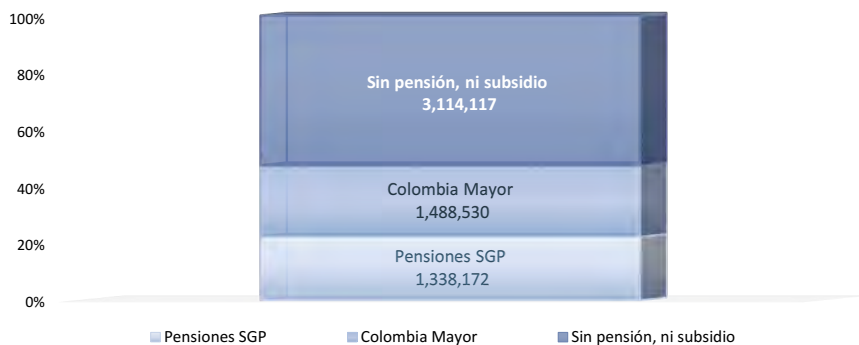 100%
80%
60%
40%
20%
0%
Sin pensión, ni subsidio
3,114,117
Colombia Mayor
1,488,530
Pensiones SGP
1,338,172
Pensiones SGP
Colombia Mayor
Sin pensión, ni subsidio